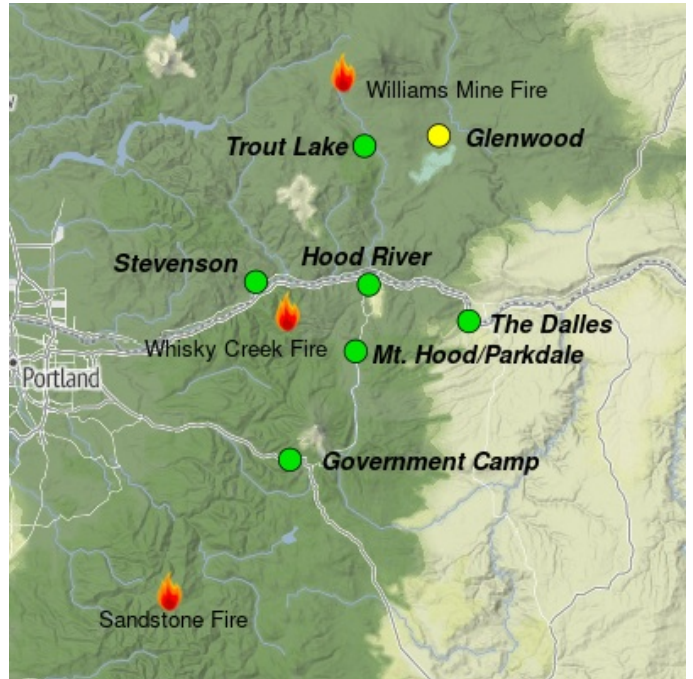 Williams Mine Fire
Trout Lake
Glenwood
Stevenson
Hood River
The Dalles
Whisky Creek Fire
Mt. Hood/Parkdale
Portland
Government Camp
Sandstone Fire